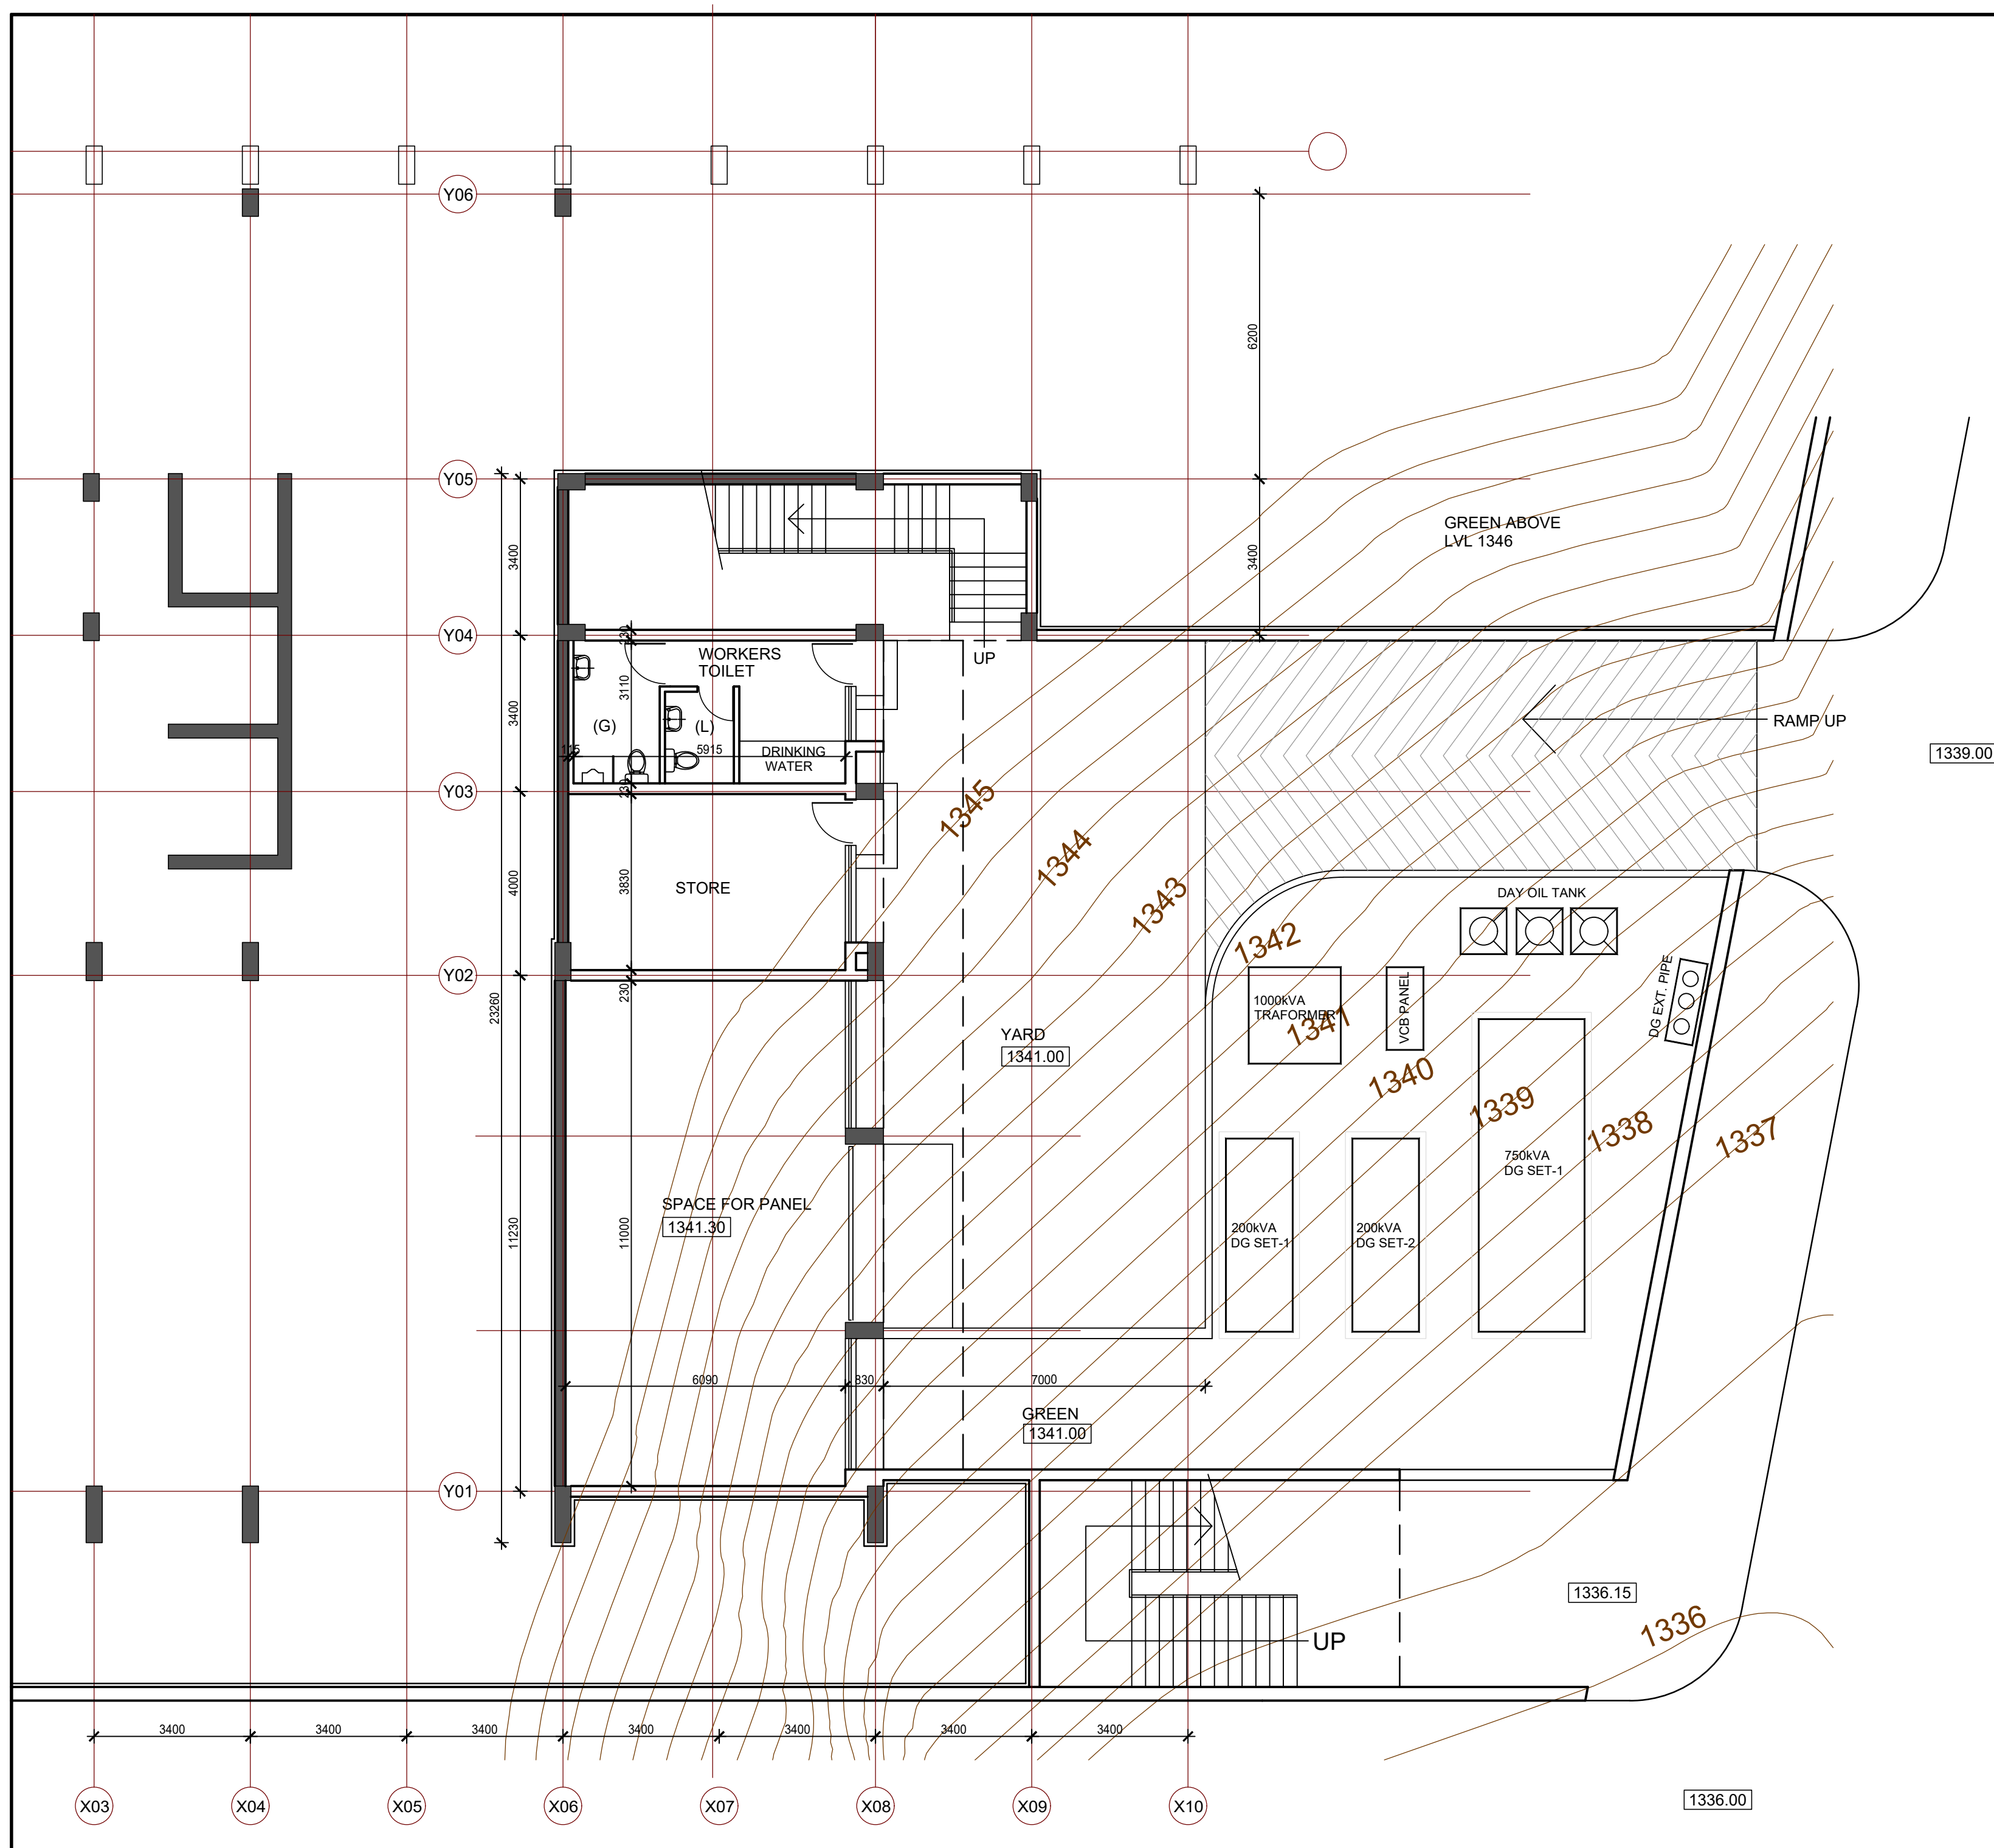 Y06
6200
Y05
GREEN ABOVE
LVL 1346
3400
3400
Y04
230
UP
WORKERS
TOILET
3110
3400
RAMP UP
(G)
(L)
1339.00
115
5915
DRINKING
WATER
Y03
230
1345
1344
1343
1342
1341
1340
1339
1338
1337
1336
4000
3830
STORE
DAY OIL TANK
DG EXT. PIPE
Y02
230
23260
1000kVA
TRAFORMER
VCB PANEL
YARD
1341.00
750kVA
DG SET-1
SPACE FOR PANEL
1341.30
11230
11000
200kVA
DG SET-1
200kVA
DG SET-2
6090
830
7000
GREEN
1341.00
Y01
1336.15
UP
3400
3400
3400
3400
3400
3400
3400
X03
X04
X05
X06
X07
X08
X09
X10
1336.00